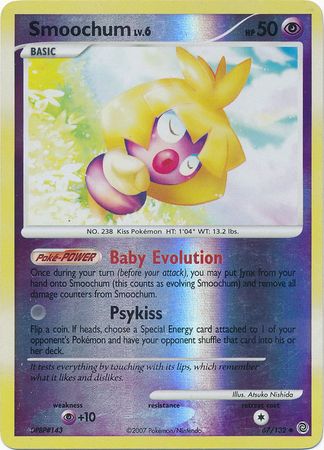 Smoochum LV.6 HP 50
BASIC
NO. 238 Kiss Pokémon HT: 1'04" WT: 13.2 lbs.
Poké-POWER Baby Evolution
Once during your turn (before your attack), you may put Jynx from your
hand onto Smoochum (this counts as evolving Smoochum) and remove all
damage counters from Smoochum.
Psykiss
Flip a coin. If heads, choose a Special Energy card attached to 1 of your
opponent's Pokémon and have your opponent shuffle that card into his or
her deck.
It tests everything by touching with its lips, which remember
what it likes and dislikes.
Illus. Atsuko Nishida
weakness resistance retreat cost
+10
DPBP#143 ©2007 Pokémon/Nintendo 67/132